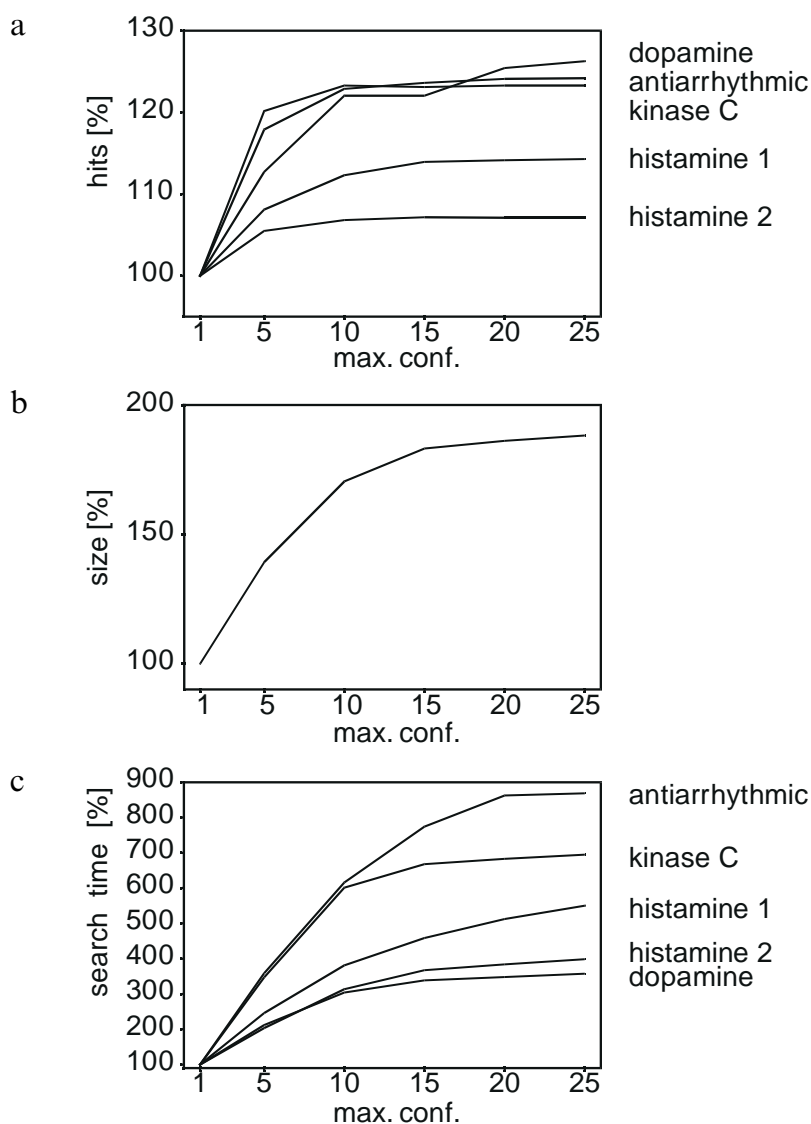 a
130
120
110
100
hits [%]
1 5 10 15 20 25
max. conf.
dopamine
antiarrhythmic
kinase C
histamine 1
histamine 2
b
200
150
100
size [%]
1 5 10 15 20 25
max. conf.
c
900
800
700
600
500
400
300
200
100
search time [%]
1 5 10 15 20 25
max. conf.
antiarrhythmic
kinase C
histamine 1
histamine 2
dopamine